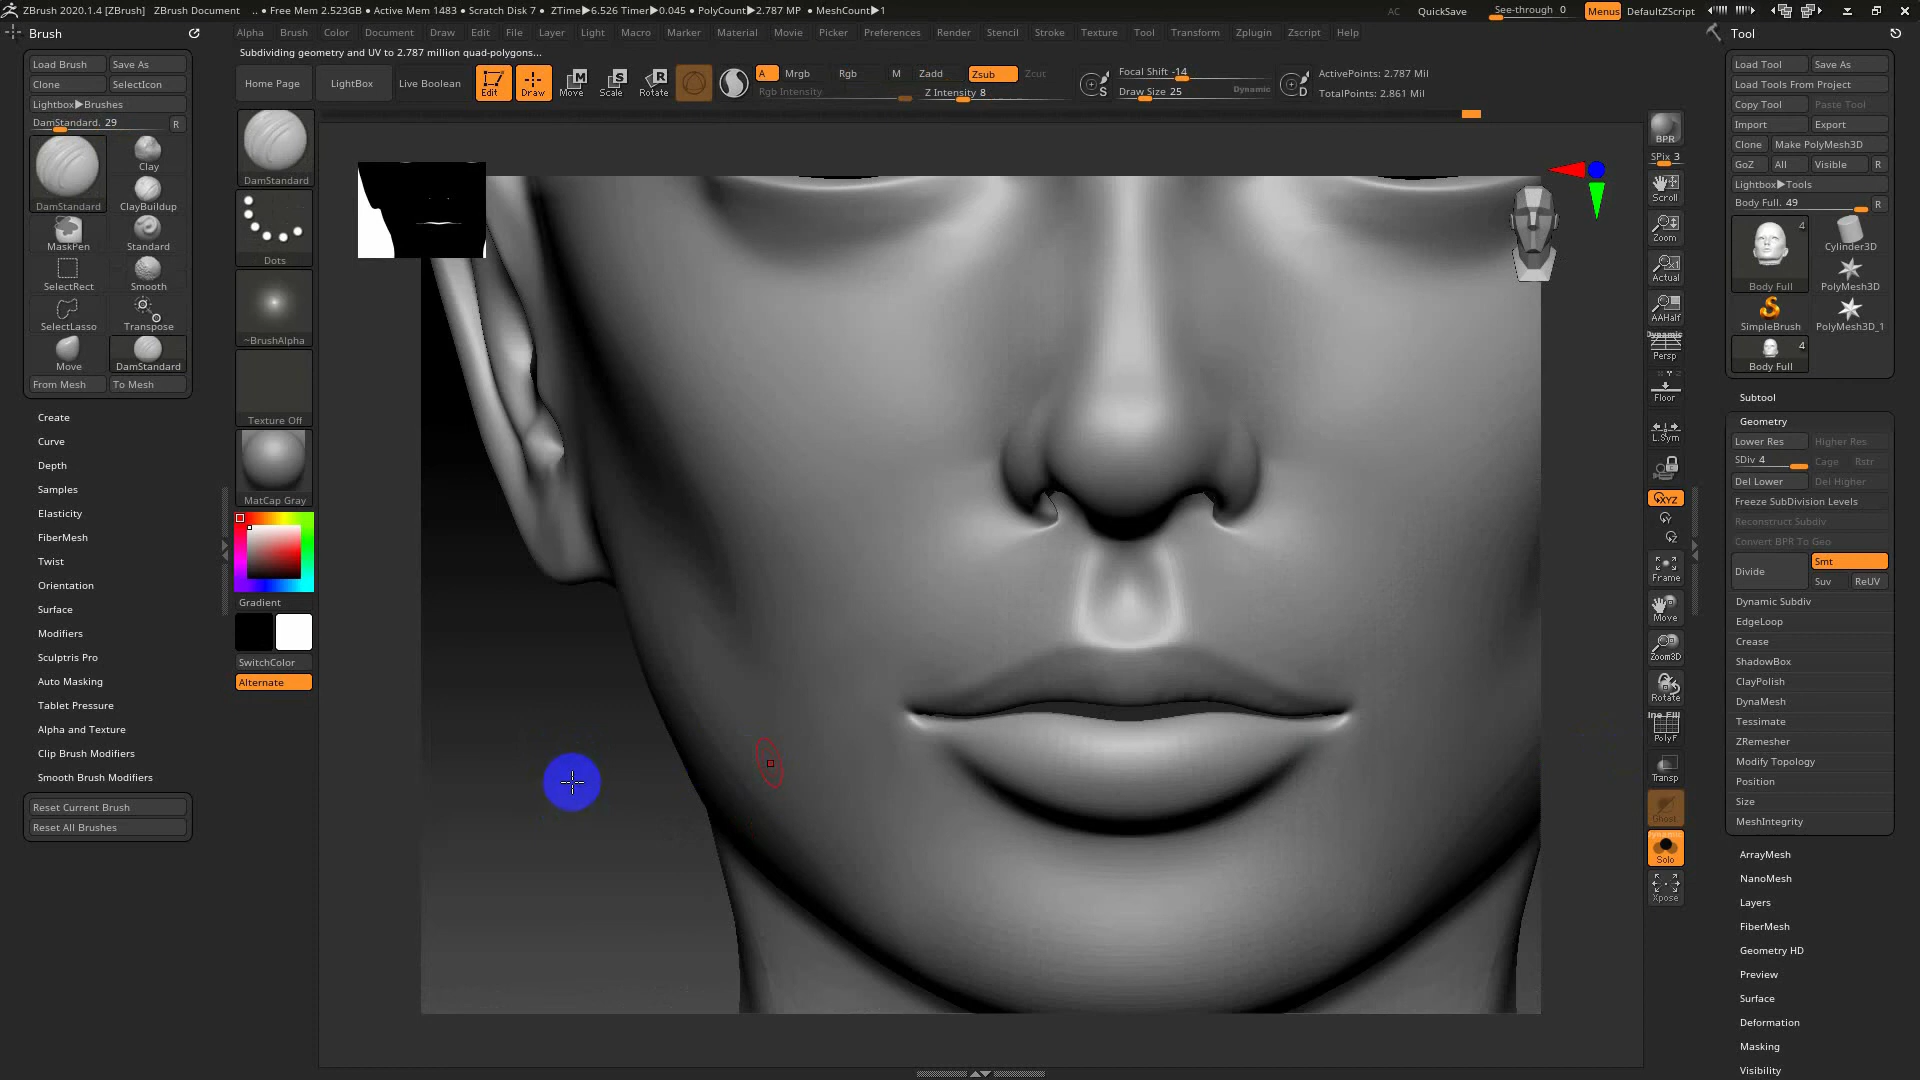 ZBrush 2020.1.4 [ZBrush] ZBrush Document .. ● Free Mem 2.523GB ● Active Mem 1483 ● Scratch Disk 7 ● ZTime▶6.526 Timer▶0.045 ● PolyCount▶2.787 MP ● MeshCount▶1 AC QuickSave See-through 0 Menus DefaultZScript
Brush
Alpha Brush Color Document Draw Edit File Layer Light Macro Marker Material Movie Picker Preferences Render Stencil Stroke Texture Tool Transform Zplugin Zscript Help
Tool
Subdividing geometry and UV to 2.787 million quad-polygons...
Load Brush Save As
Clone SelectIcon
Lightbox▶Brushes
DamStandard. 29 R
DamStandard
Clay
ClayBuildup
MaskPen
Standard
SelectRect
Smooth
SelectLasso
Transpose
Move
DamStandard
From Mesh To Mesh
Create
Curve
Depth
Samples
Elasticity
FiberMesh
Twist
Orientation
Surface
Modifiers
Sculptris Pro
Auto Masking
Tablet Pressure
Alpha and Texture
Clip Brush Modifiers
Smooth Brush Modifiers
Reset Current Brush
Reset All Brushes
Home Page LightBox Live Boolean
Edit Draw Move Scale Rotate
M S R
A Mrgb Rgb M Zadd Zsub Zcut
Rgb Intensity Z Intensity 8
S Focal Shift -14
Draw Size 25 Dynamic
D ActivePoints: 2.787 Mil
TotalPoints: 2.861 Mil
DamStandard
Dots
~BrushAlpha
Texture Off
MatCap Gray
Gradient
SwitchColor
Alternate
BPR
SPix 3
Scroll
Zoom
Actual
AAHalf
Dynamic
Persp
Floor
L.Sym
XYZ
Frame
Move
Zoom3D
Rotate
Line Fill
PolyF
Transp
Ghost
Dynamic
Solo
Xpose
Load Tool Save As
Load Tools From Project
Copy Tool Paste Tool
Import Export
Clone Make PolyMesh3D
GoZ All Visible R
Lightbox▶Tools
Body Full. 49 R
4
Body Full
Cylinder3D
PolyMesh3D
SimpleBrush
PolyMesh3D_1
4
Body Full
Subtool
Geometry
Lower Res Higher Res
SDiv 4 Cage Rstr
Del Lower Del Higher
Freeze SubDivision Levels
Reconstruct Subdiv
Convert BPR To Geo
Divide Smt
Suv ReUV
Dynamic Subdiv
EdgeLoop
Crease
ShadowBox
ClayPolish
DynaMesh
Tessimate
ZRemesher
Modify Topology
Position
Size
MeshIntegrity
ArrayMesh
NanoMesh
Layers
FiberMesh
Geometry HD
Preview
Surface
Deformation
Masking
Visibility